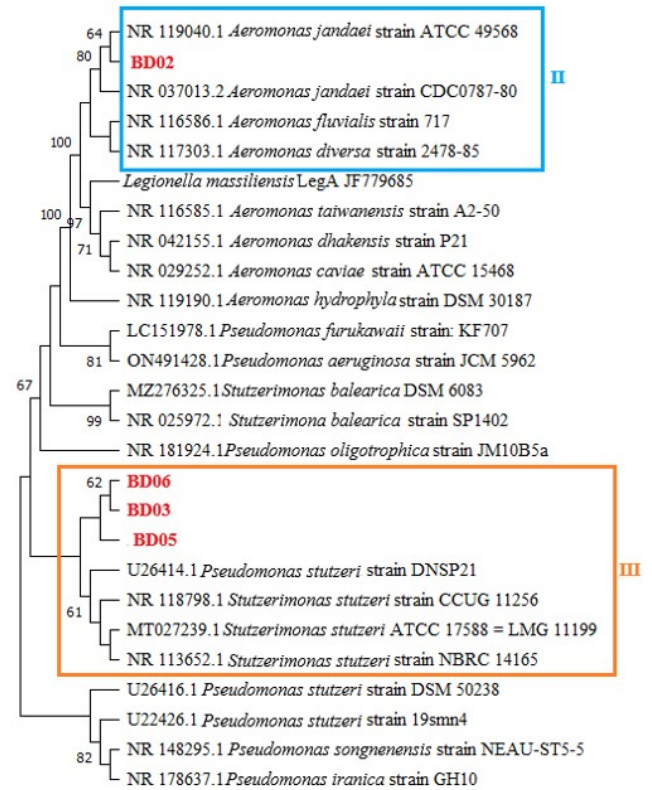 64
NR 119040.1 Aeromonas jandaei strain ATCC 49568
80
BD02
II
NR 037013.2 Aeromonas jandaei strain CDC0787-80
NR 116586.1 Aeromonas fluvialis strain 717
100
NR 117303.1 Aeromonas diversa strain 2478-85
Legionella massiliensis LegA JF779685
100
97
NR 116585.1 Aeromonas taiwanensis strain A2-50
71
NR 042155.1 Aeromonas dhakensis strain P21
NR 029252.1 Aeromonas caviae strain ATCC 15468
NR 119190.1 Aeromonas hydrophyla strain DSM 30187
LC151978.1 Pseudomonas furukawaii strain: KF707
81
ON491428.1 Pseudomonas aeruginosa strain JCM 5962
67
MZ276325.1 Stutzerimonas balearica DSM 6083
99
NR 025972.1 Stutzerimona balearica strain SP1402
NR 181924.1 Pseudomonas oligotrophica strain JM10B5a
62
BD06
BD03
BD05
U26414.1 Pseudomonas stutzeri strain DNSP21
III
61
NR 118798.1 Stutzerimonas stutzeri strain CCUG 11256
MT027239.1 Stutzerimonas stutzeri ATCC 17588 = LMG 11199
NR 113652.1 Stutzerimonas stutzeri strain NBRC 14165
U26416.1 Pseudomonas stutzeri strain DSM 50238
U22426.1 Pseudomonas stutzeri strain 19smn4
82
NR 148295.1 Pseudomonas songnenensis strain NEAU-ST5-5
NR 178637.1 Pseudomonas iranica strain GH10